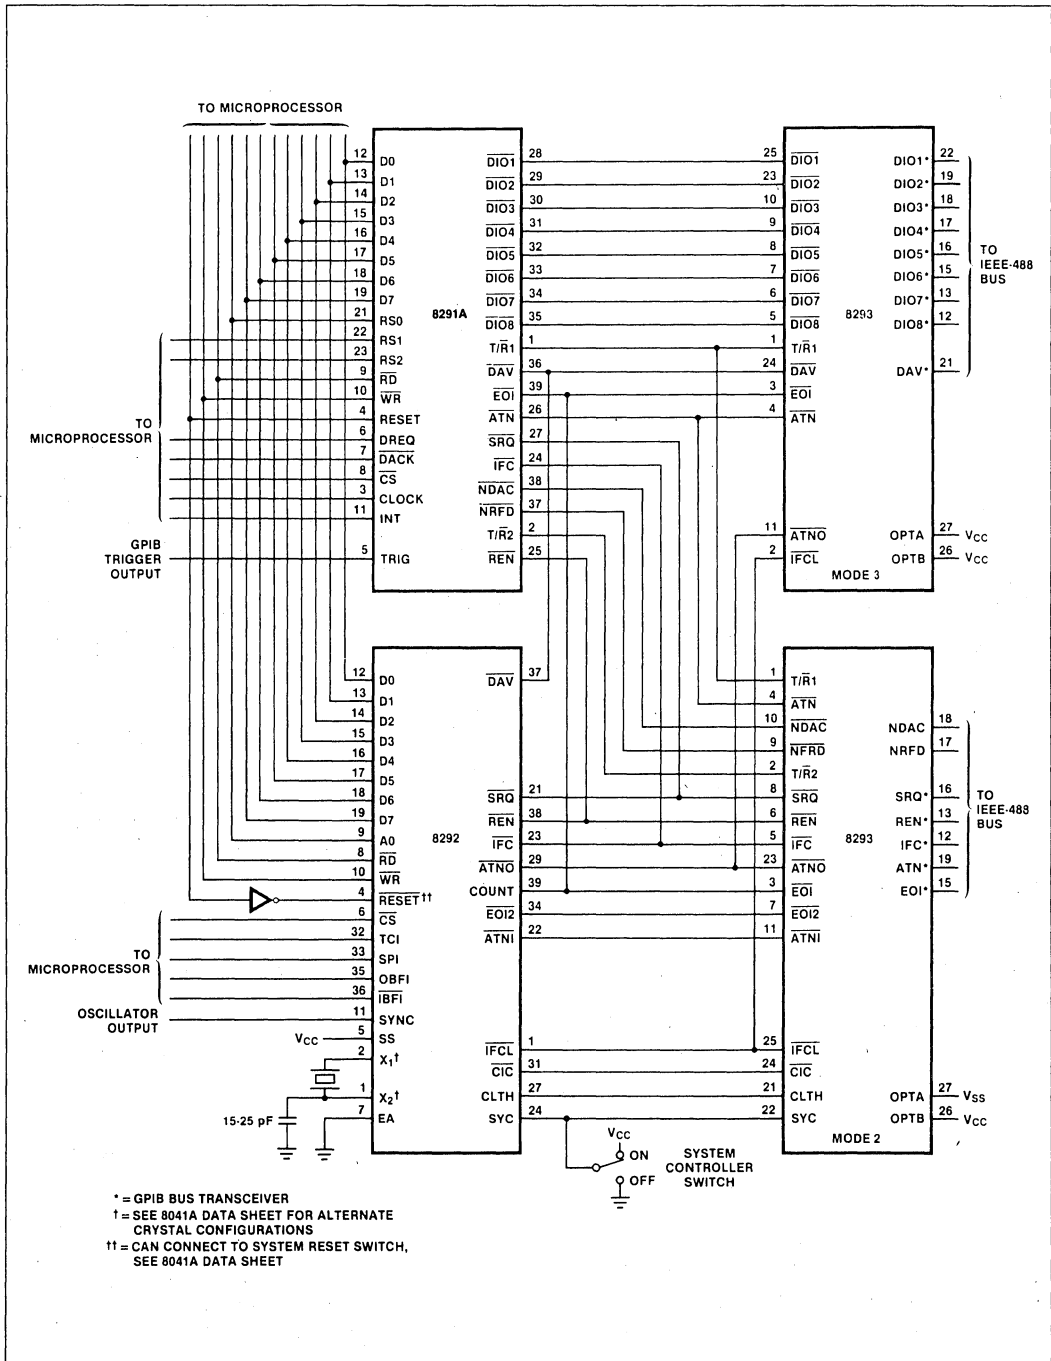 TO MICROPROCESSOR
12 D0
13 D1
14 D2
15 D3
16 D4
17 D5
18 D6
19 D7
21 RS0
22 RS1
23 RS2
9 RD
10 WR
4 RESET
6 DREQ
7 DACK
8 CS
3 CLOCK
11 INT
5 TRIG
TO
MICROPROCESSOR
GPIB
TRIGGER
OUTPUT
8291A
DIO1 28
DIO2 29
DIO3 30
DIO4 31
DIO5 32
DIO6 33
DIO7 34
DIO8 35
T/R1 1
DAV 36
EOI 39
ATN 26
SRQ 27
IFC 24
NDAC 38
NRFD 37
T/R2 2
REN 25
25 DIO1
23 DIO2
10 DIO3
9 DIO4
8 DIO5
7 DIO6
6 DIO7
5 DIO8
1 T/R1
24 DAV
3 EOI
4 ATN
11 ATNO
2 IFCL
8293
MODE 3
DIO1* 22
DIO2* 19
DIO3* 18
DIO4* 17
DIO5* 16
DIO6* 15
DIO7* 13
DIO8* 12
DAV* 21
OPTA 27 VCC
OPTB 26 VCC
TO
IEEE-488
BUS
12 D0
13 D1
14 D2
15 D3
16 D4
17 D5
18 D6
19 D7
9 A0
8 RD
10 WR
4 RESET††
6 CS
32 TCI
33 SPI
35 OBFI
36 IBFI
11 SYNC
VCC 5 SS
2 X1†
1 X2†
7 EA
TO
MICROPROCESSOR
OSCILLATOR
OUTPUT
15-25 pF
8292
DAV 37
SRQ 21
REN 38
IFC 23
ATNO 29
COUNT 39
EOI2 34
ATNI 22
IFCL 1
CIC 31
CLTH 27
SYC 24
VCC
ON
OFF
SYSTEM
CONTROLLER
SWITCH
1 T/R1
4 ATN
10 NDAC
9 NFRD
2 T/R2
8 SRQ
6 REN
5 IFC
23 ATNO
3 EOI
7 EOI2
11 ATNI
25 IFCL
24 CIC
21 CLTH
22 SYC
8293
MODE 2
NDAC 18
NRFD 17
SRQ* 16
REN* 13
IFC* 12
ATN* 19
EOI* 15
OPTA 27 VSS
OPTB 26 VCC
TO
IEEE-488
BUS
* = GPIB BUS TRANSCEIVER
† = SEE 8041A DATA SHEET FOR ALTERNATE
CRYSTAL CONFIGURATIONS
†† = CAN CONNECT TO SYSTEM RESET SWITCH,
SEE 8041A DATA SHEET